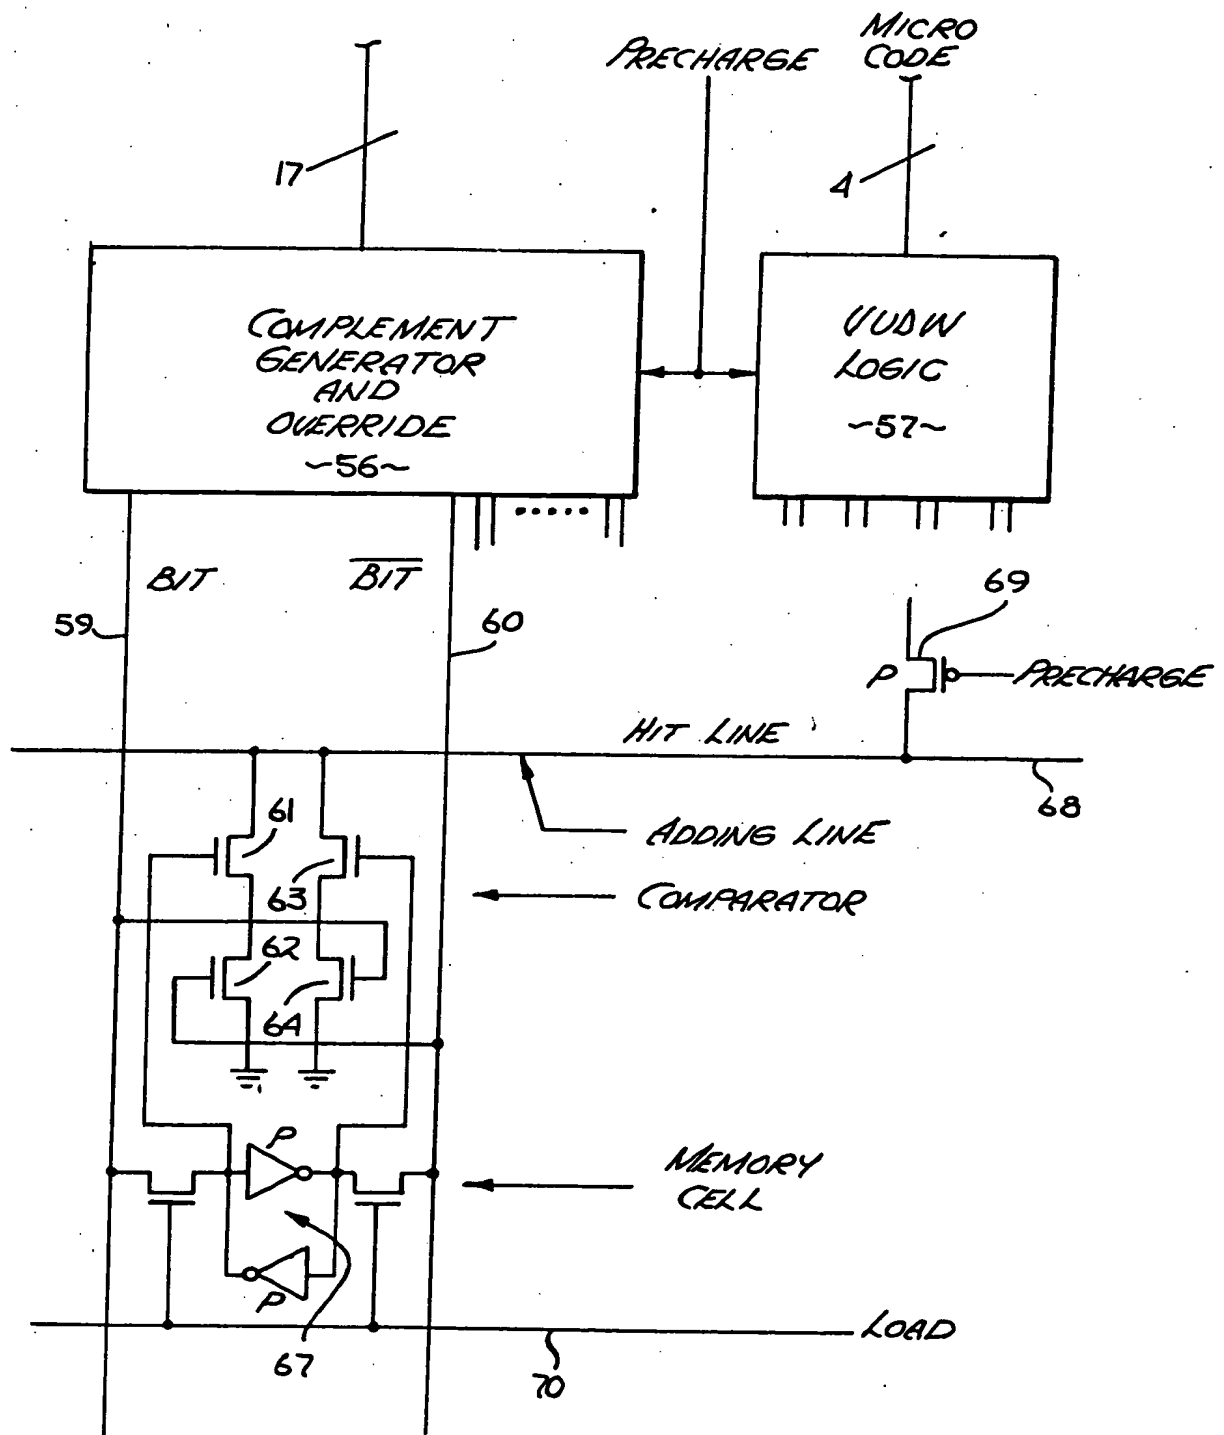 MICRO
CODE
PRECHARGE
17
4
COMPLEMENT
GENERATOR
AND
OVERRIDE
~56~
VUDW
LOGIC
~57~
BIT
BIT
69
59
60
P
PRECHARGE
HIT LINE
68
61
ADDING LINE
63
COMPARATOR
62
64
P
MEMORY
CELL
P
LOAD
67
70